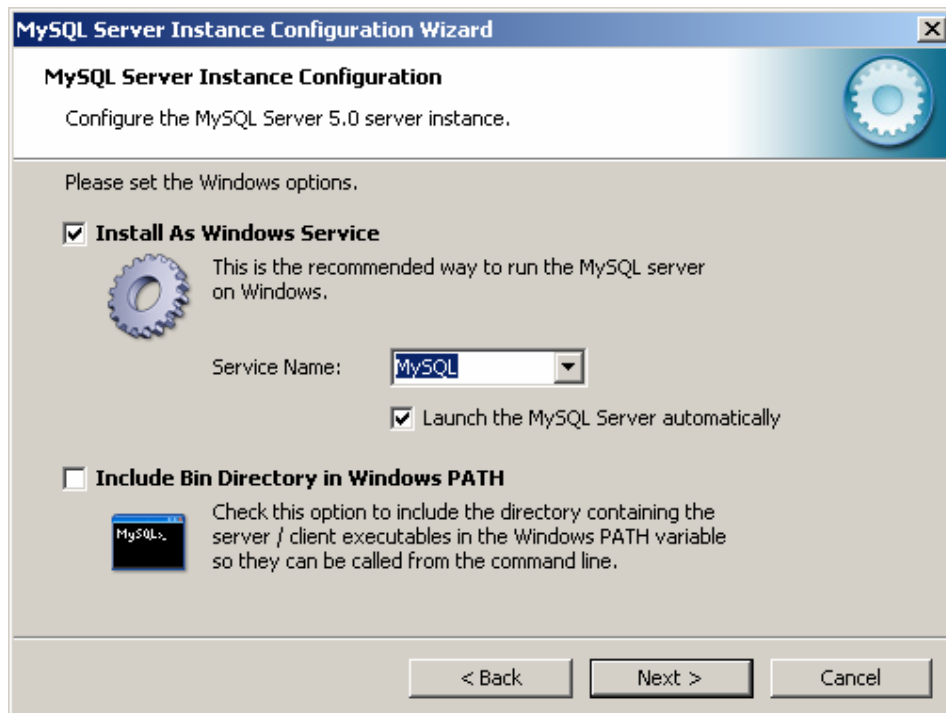 MySQL Server Instance Configuration Wizard
MySQL Server Instance Configuration
Configure the MySQL Server 5.0 server instance.
Please set the Windows options.
Install As Windows Service
This is the recommended way to run the MySQL server
on Windows.
Service Name: MySQL
Launch the MySQL Server automatically
Include Bin Directory in Windows PATH
MySQL>_
Check this option to include the directory containing the
server / client executables in the Windows PATH variable
so they can be called from the command line.
< Back Next > Cancel